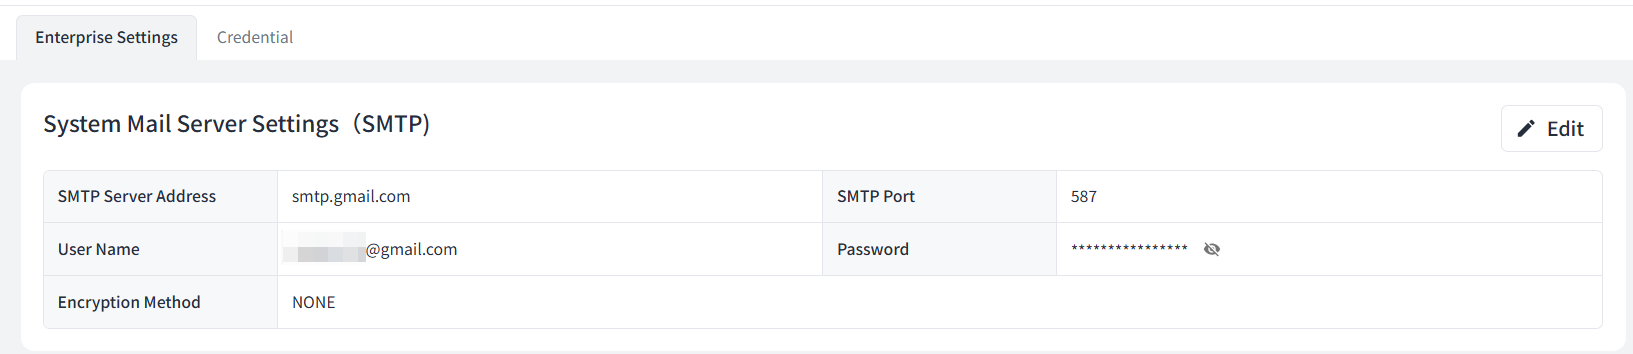 Enterprise Settings Credential
System Mail Server Settings（SMTP)
Edit
SMTP Server Address smtp.gmail.com SMTP Port 587
User Name @gmail.com Password ****************
Encryption Method NONE